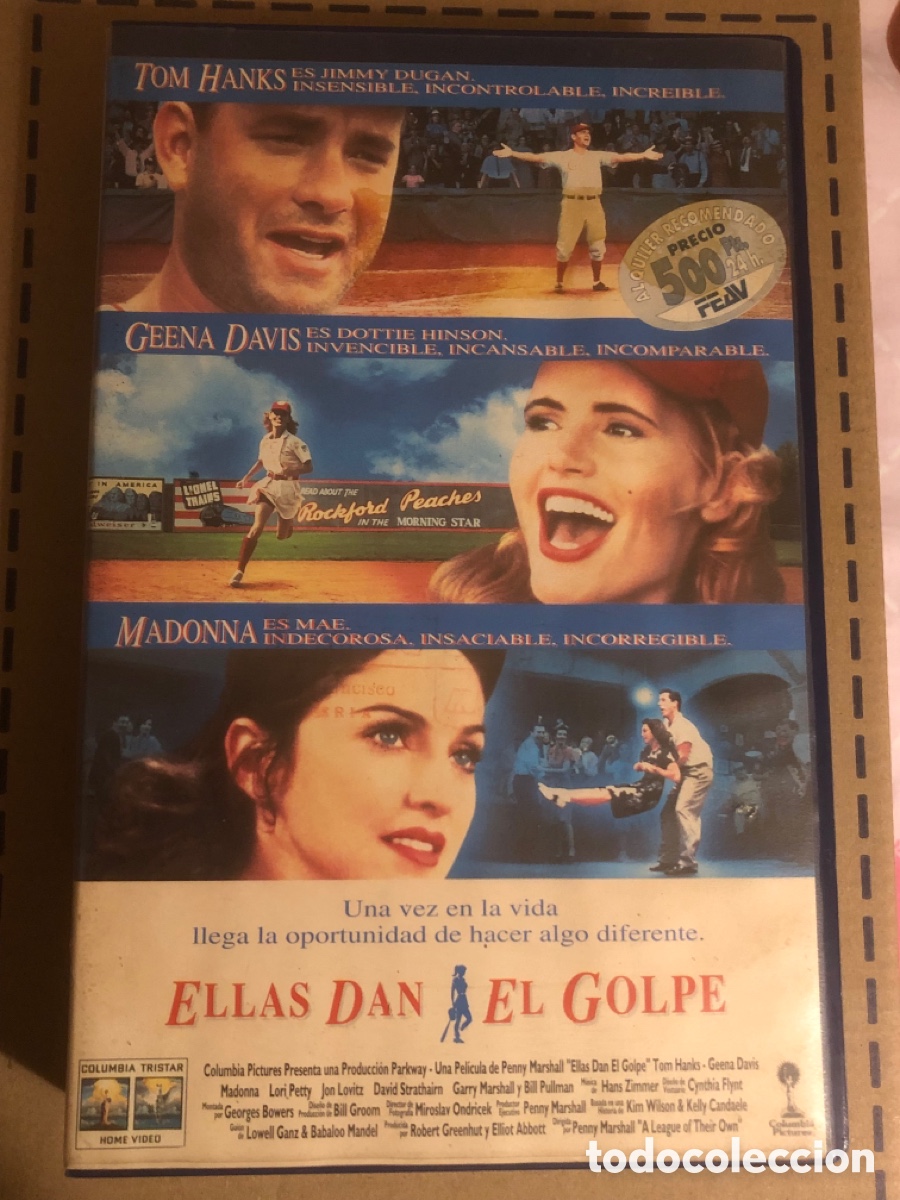 TOM HANKS ES JIMMY DUGAN.
INSENSIBLE, INCONTROLABLE, INCREIBLE.
ALQUILER RECOMENDADO
PRECIO
500 Pts.
24 h.
FEAV
GEENA DAVIS ES DOTTIE HINSON.
INVENCIBLE, INCANSABLE, INCOMPARABLE.
IN AMERICA
LIONEL
TRAINS
READ ABOUT THE
Rockford Peaches
IN THE MORNING STAR
MADONNA ES MAE.
INDECOROSA, INSACIABLE, INCORREGIBLE.
Una vez en la vida
llega la oportunidad de hacer algo diferente.
ELLAS DAN EL GOLPE
COLUMBIA TRISTAR
HOME VIDEO
Columbia Pictures Presenta una Producción Parkway - Una Película de Penny Marshall "Ellas Dan El Golpe" Tom Hanks - Geena Davis
Madonna Lori Petty Jon Lovitz David Strathairn Garry Marshall y Bill Pullman Música por Hans Zimmer Diseño de Vestuario Cynthia Flynt
Montada por Georges Bowers Diseño de Producción de Bill Groom Director de Fotografía Miroslav Ondricek Productor Ejecutivo Penny Marshall Basada en una Historia de Kim Wilson & Kelly Candaele
Guión de Lowell Ganz & Babaloo Mandel Producida por Robert Greenhut y Elliot Abbott Dirigida por Penny Marshall "A League of Their Own"
Columbia
Pictures
todocoleccion